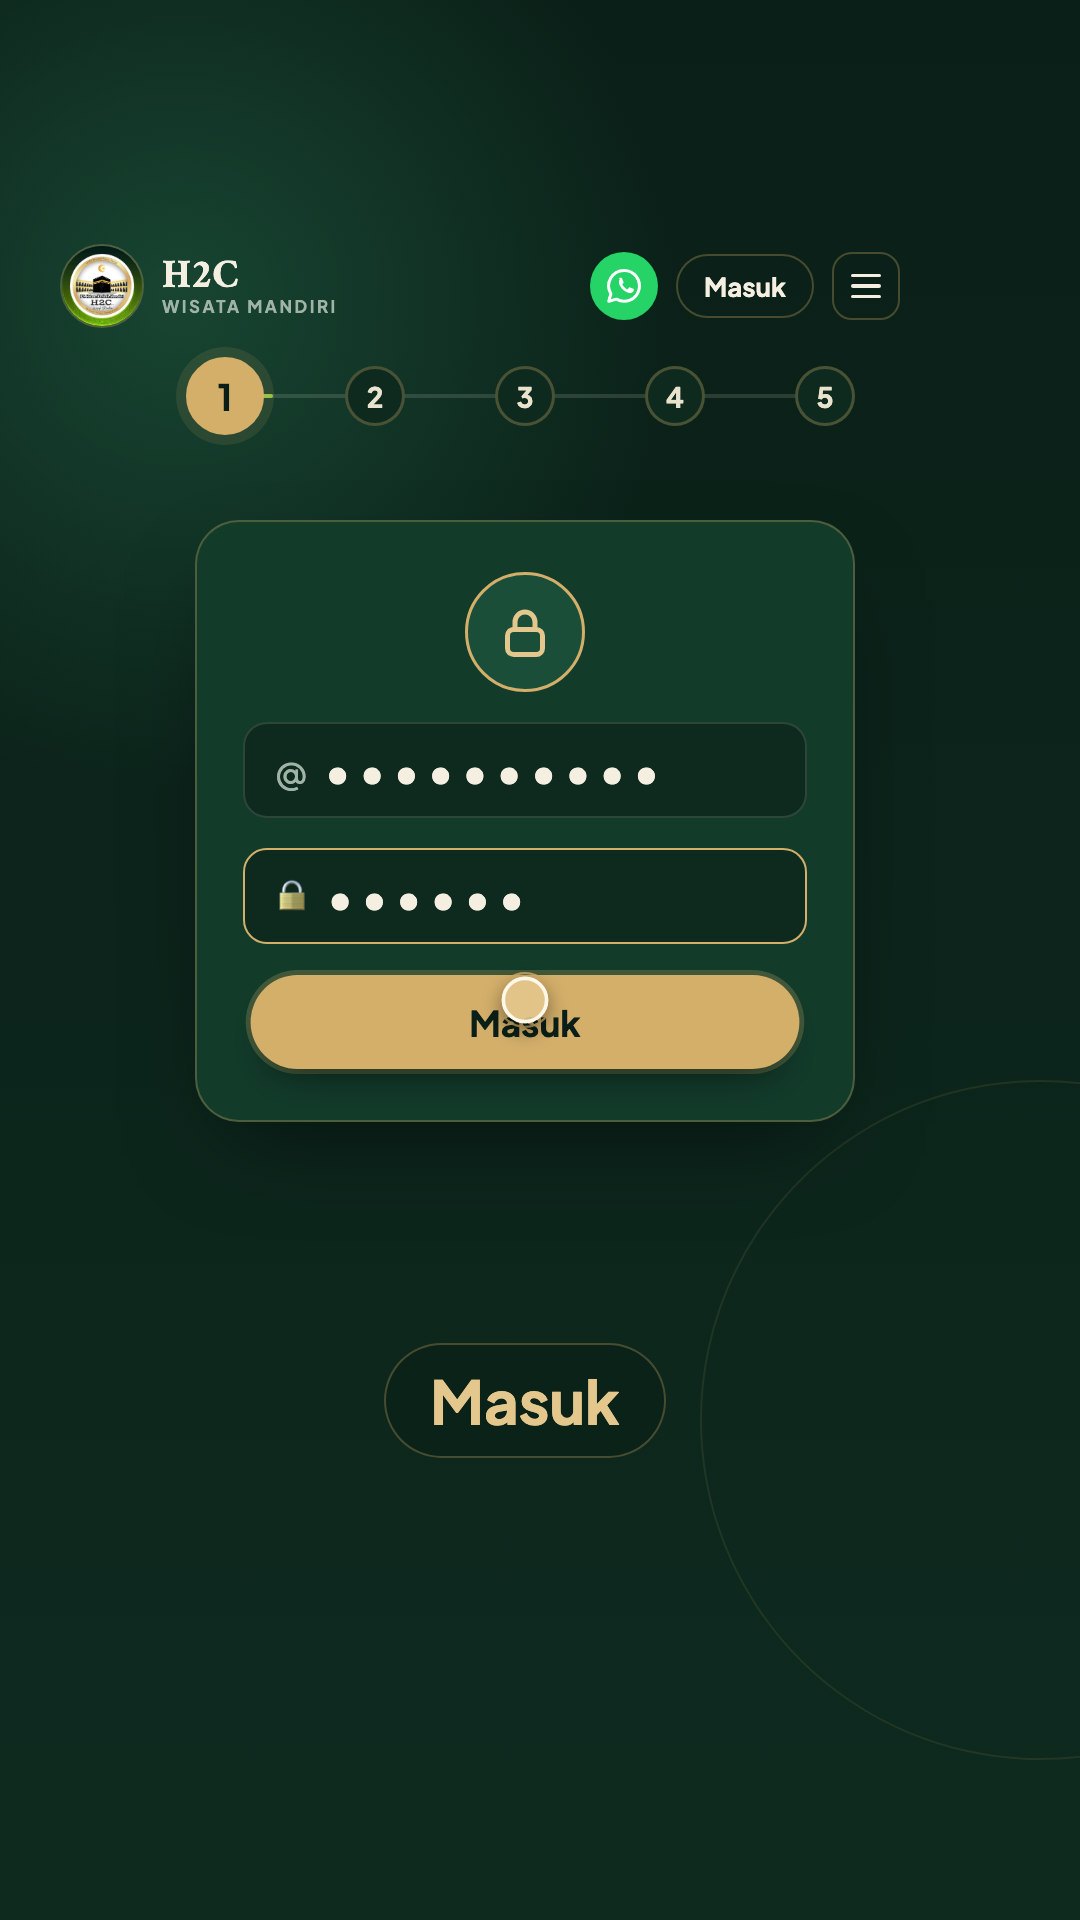 H2C
WISATA MANDIRI
Masuk
1 2 3 4 5
@ ● ● ● ● ● ● ● ● ● ●
● ● ● ● ● ●
Masuk
Masuk